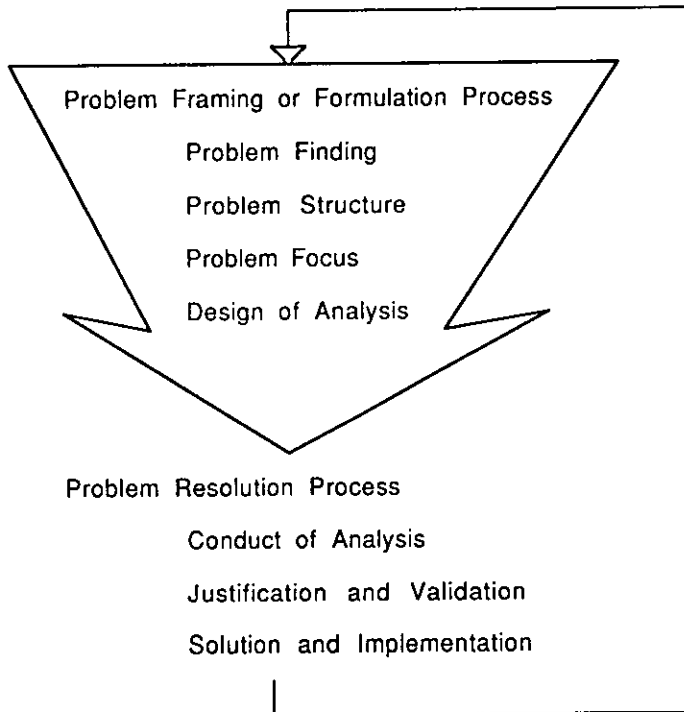 Problem Framing or Formulation Process
Problem Finding
Problem Structure
Problem Focus
Design of Analysis
Problem Resolution Process
Conduct of Analysis
Justification and Validation
Solution and Implementation